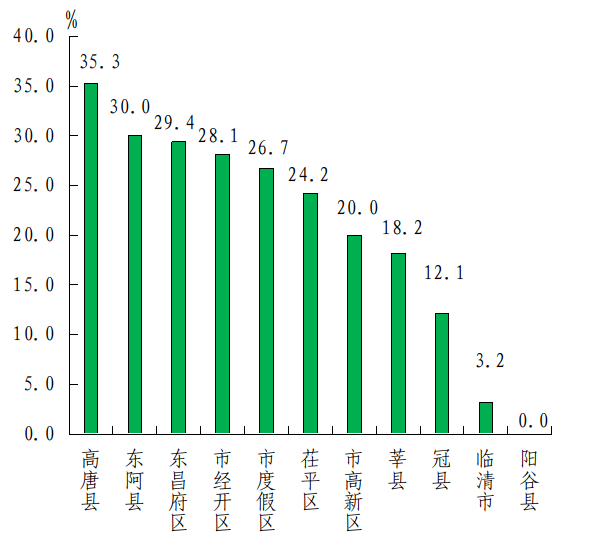 %
40.0
35.0
30.0
25.0
20.0
15.0
10.0
5.0
0.0
35.3
30.0
29.4
28.1
26.7
24.2
20.0
18.2
12.1
3.2
0.0
高唐县
东阿县
东昌府区
市经开区
市度假区
茌平区
市高新区
莘县
冠县
临清市
阳谷县